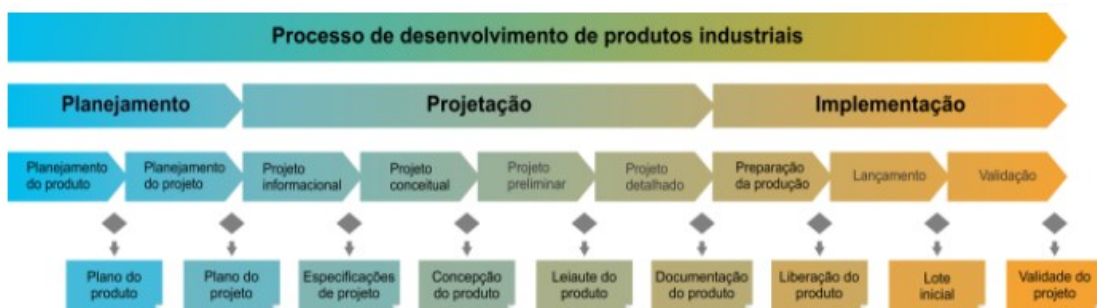 Processo de desenvolvimento de produtos industriais
Planejamento
Projetação
Implementação
Planejamento
do produto
Planejamento
do projeto
Projeto
informacional
Projeto
conceitual
Projeto
preliminar
Projeto
detalhado
Preparação
da produção
Lançamento
Validação
Plano do
produto
Plano do
projeto
Especificações
de projeto
Concepção
do produto
Leiaute do
produto
Documentação
do produto
Liberação do
produto
Lote
inicial
Validade do
projeto